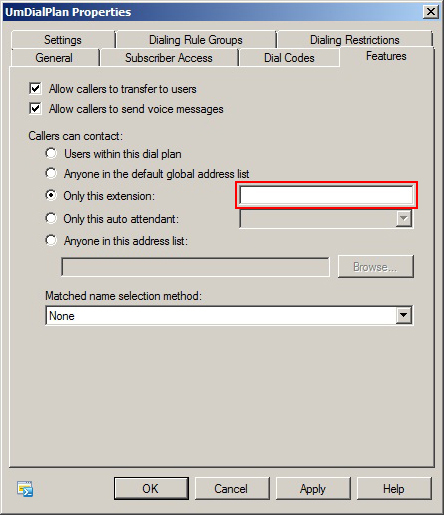 UmDialPlan Properties
Settings Dialing Rule Groups Dialing Restrictions
General Subscriber Access Dial Codes Features
Allow callers to transfer to users
Allow callers to send voice messages
Callers can contact:
Users within this dial plan
Anyone in the default global address list
Only this extension:
Only this auto attendant:
Anyone in this address list:
Browse...
Matched name selection method:
None
OK Cancel Apply Help